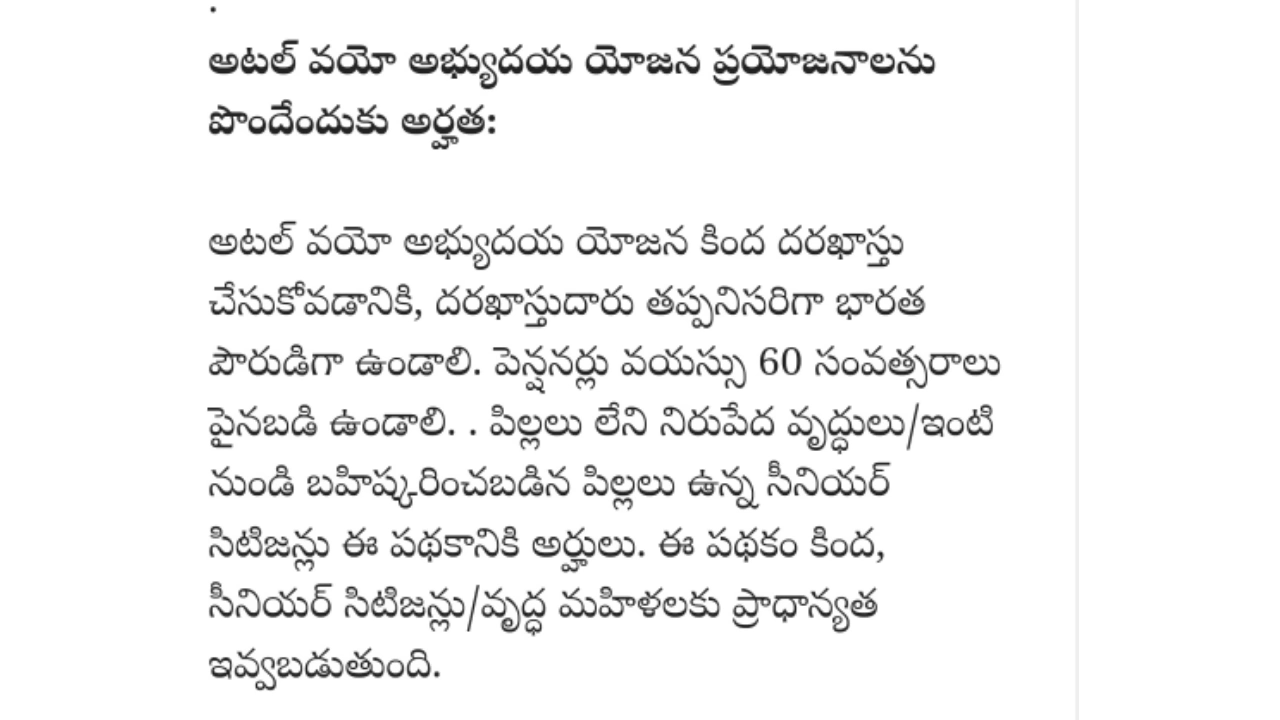 .
అటల్ వయో అభ్యుదయ యోజన ప్రయోజనాలను
పొందేందుకు అర్హత:
అటల్ వయో అభ్యుదయ యోజన కింద దరఖాస్తు
చేసుకోవడానికి, దరఖాస్తుదారు తప్పనిసరిగా భారత
పౌరుడిగా ఉండాలి. పెన్షనర్లు వయస్సు 60 సంవత్సరాలు
పైనబడి ఉండాలి. . పిల్లలు లేని నిరుపేద వృద్ధులు/ఇంటి
నుండి బహిష్కరించబడిన పిల్లలు ఉన్న సీనియర్
సిటిజన్లు ఈ పథకానికి అర్హులు. ఈ పథకం కింద,
సీనియర్ సిటిజన్లు/వృద్ధ మహిళలకు ప్రాధాన్యత
ఇవ్వబడుతుంది.